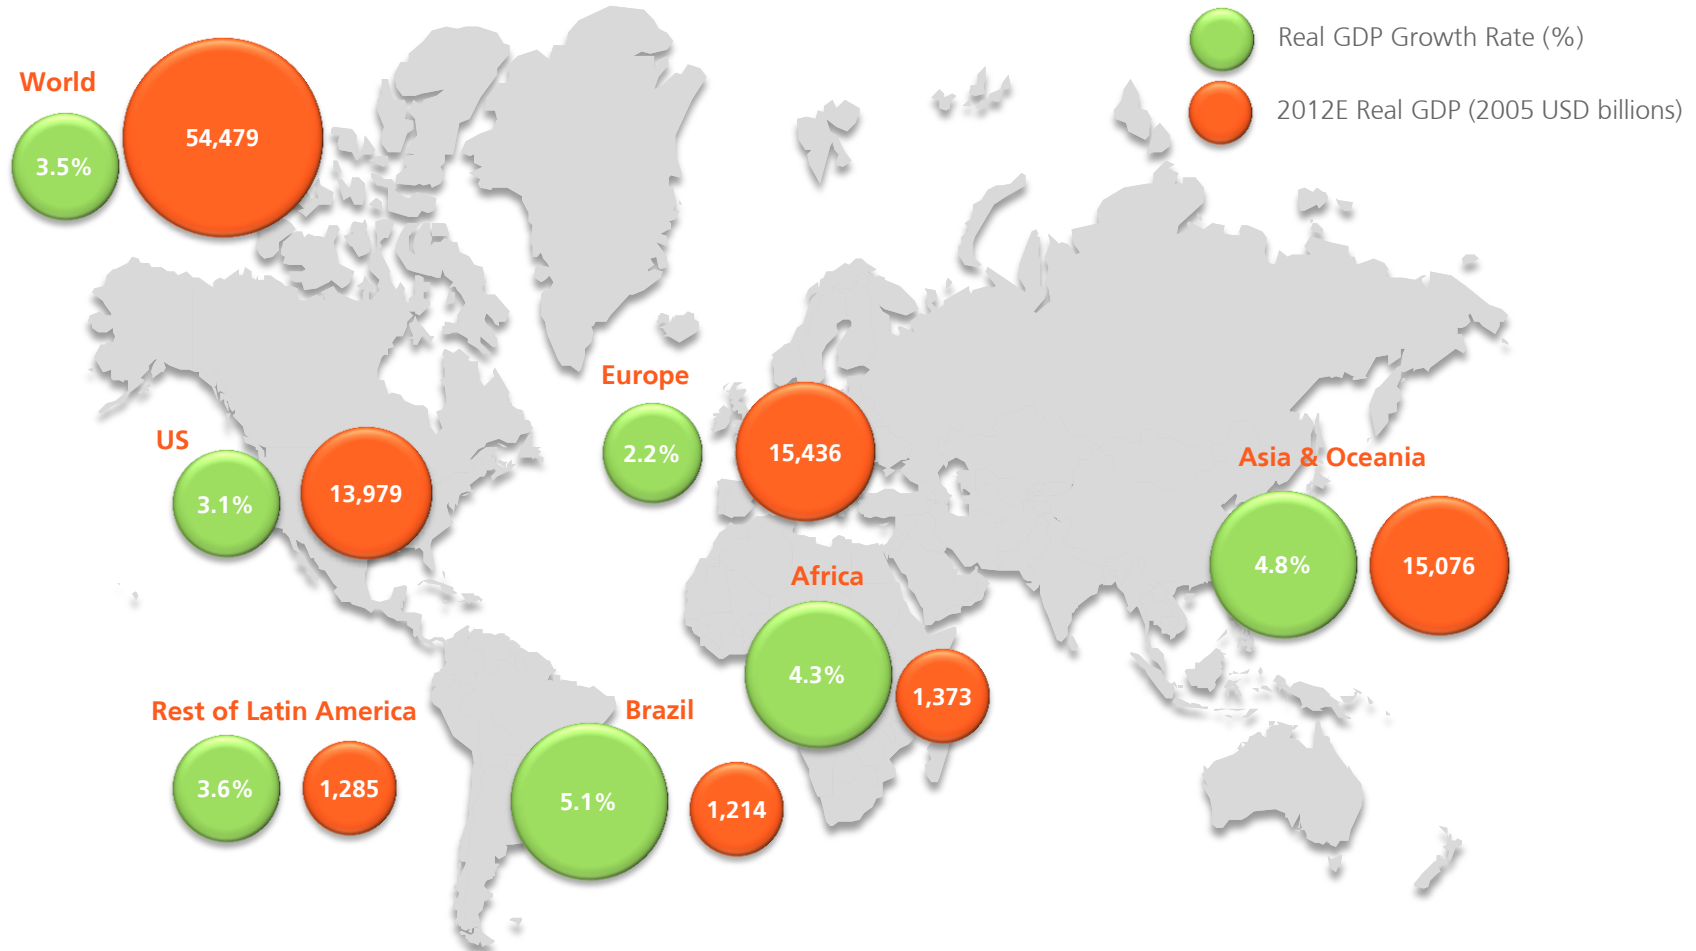 Real GDP Growth Rate (%)
2012E Real GDP (2005 USD billions)
World
54,479
3.5%
Europe
2.2%
15,436
US
3.1%
13,979
Asia & Oceania
4.8%
15,076
Africa
4.3%
1,373
Rest of Latin America
3.6%
1,285
Brazil
5.1%
1,214